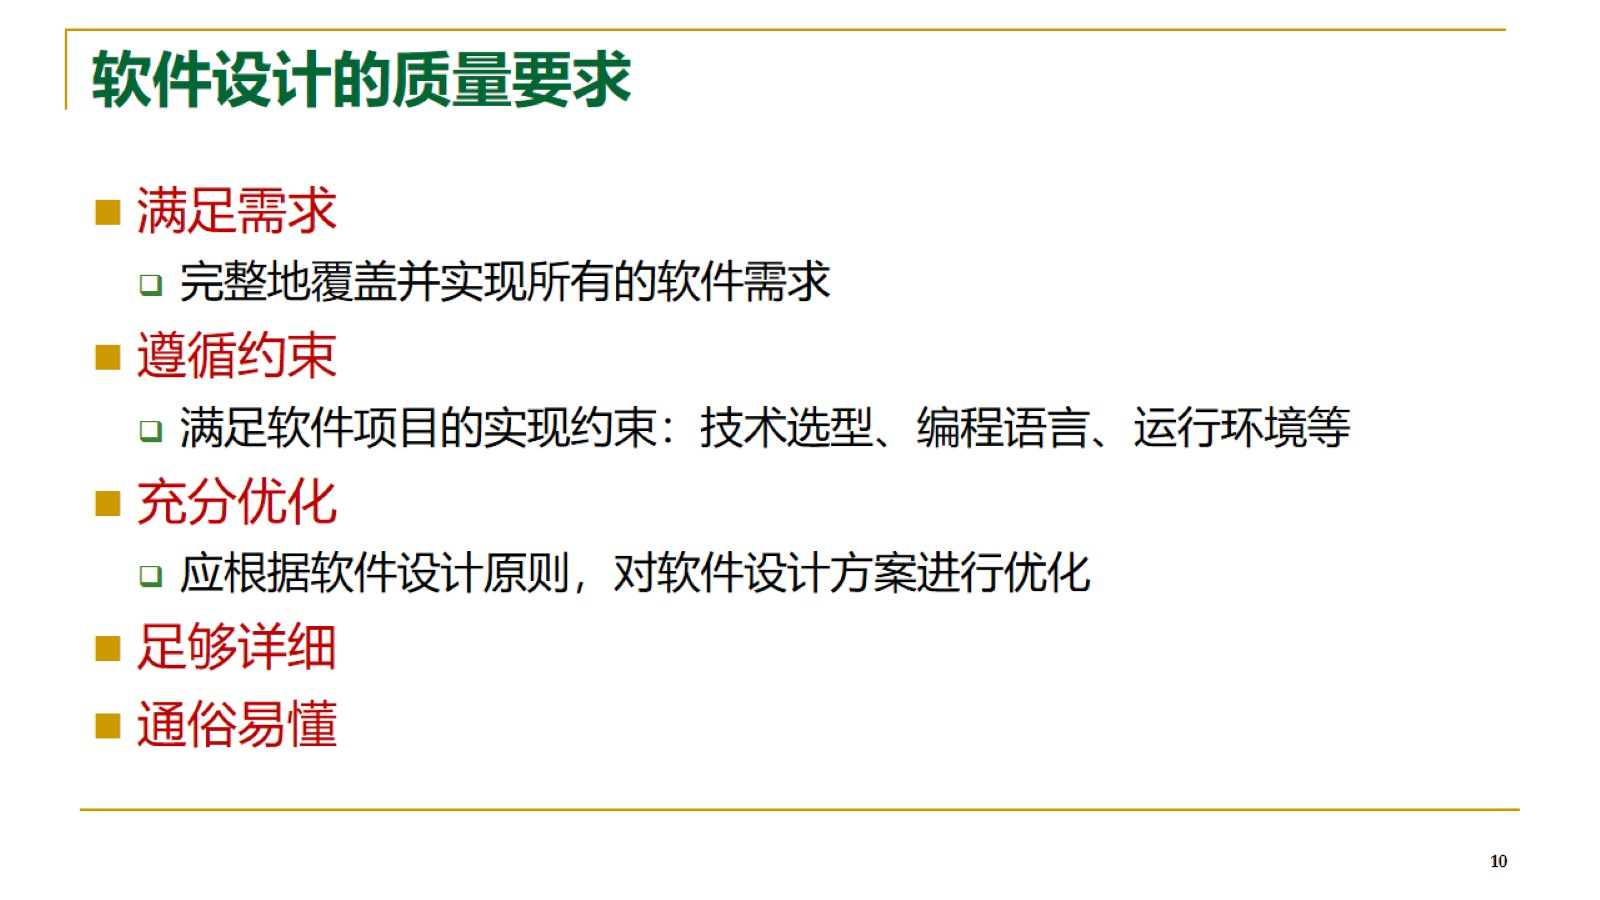 软件设计的质量要求
满足需求
完整地覆盖并实现所有的软件需求
遵循约束
满足软件项目的实现约束：技术选型、编程语言、运行环境等
充分优化
应根据软件设计原则，对软件设计方案进行优化
足够详细
通俗易懂
10